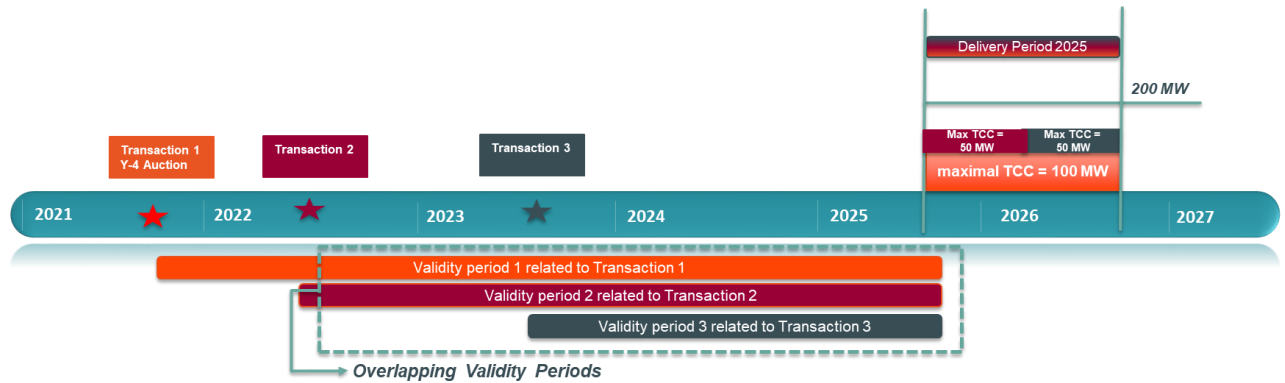 Delivery Period 2025
200 MW
Transaction 1
Y-4 Auction
Transaction 2
Transaction 3
Max TCC =
50 MW
Max TCC =
50 MW
maximal TCC = 100 MW
2021
2022
2023
2024
2025
2026
2027
Validity period 1 related to Transaction 1
Validity period 2 related to Transaction 2
Validity period 3 related to Transaction 3
Overlapping Validity Periods